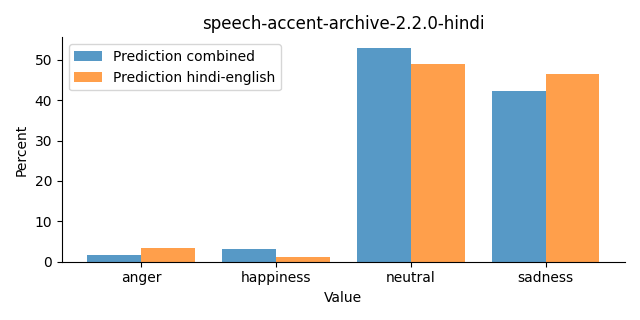 speech-accent-archive-2.2.0-hindi
Prediction combined
Prediction hindi-english
Percent
50
40
30
20
10
0
anger happiness neutral sadness
Value